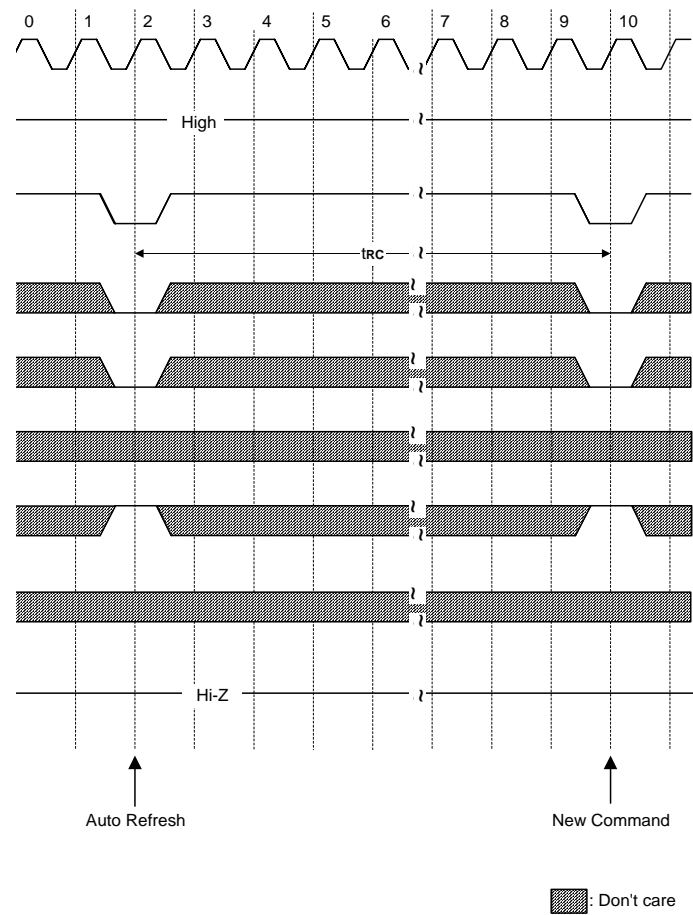 0 1 2 3 4 5 6 7 8 9 10
High
tRC
Hi-Z
Auto Refresh New Command
: Don't care